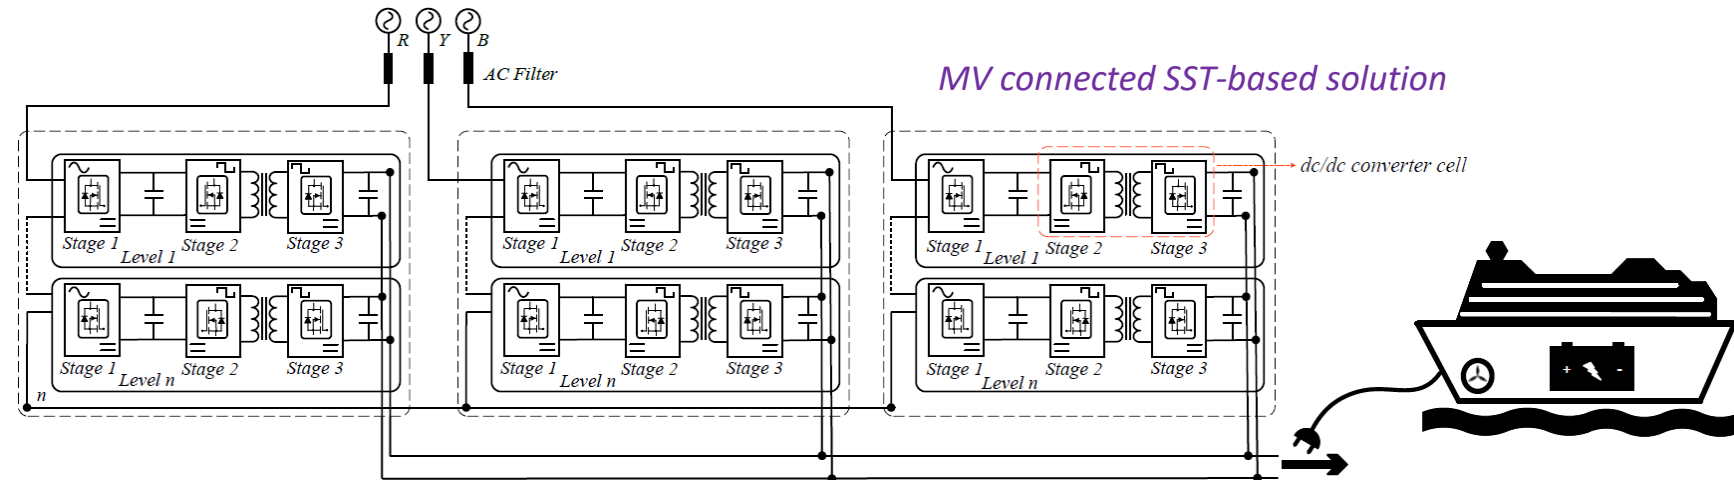 R Y B
AC Filter
MV connected SST-based solution
dc/dc converter cell
Stage 1 Stage 2 Stage 3
Level 1
Stage 1 Stage 2 Stage 3
Level 1
Stage 1 Stage 2 Stage 3
Level 1
Stage 1 Stage 2 Stage 3
Level n
Stage 1 Stage 2 Stage 3
Level n
Stage 1 Stage 2 Stage 3
Level n
n
+ -